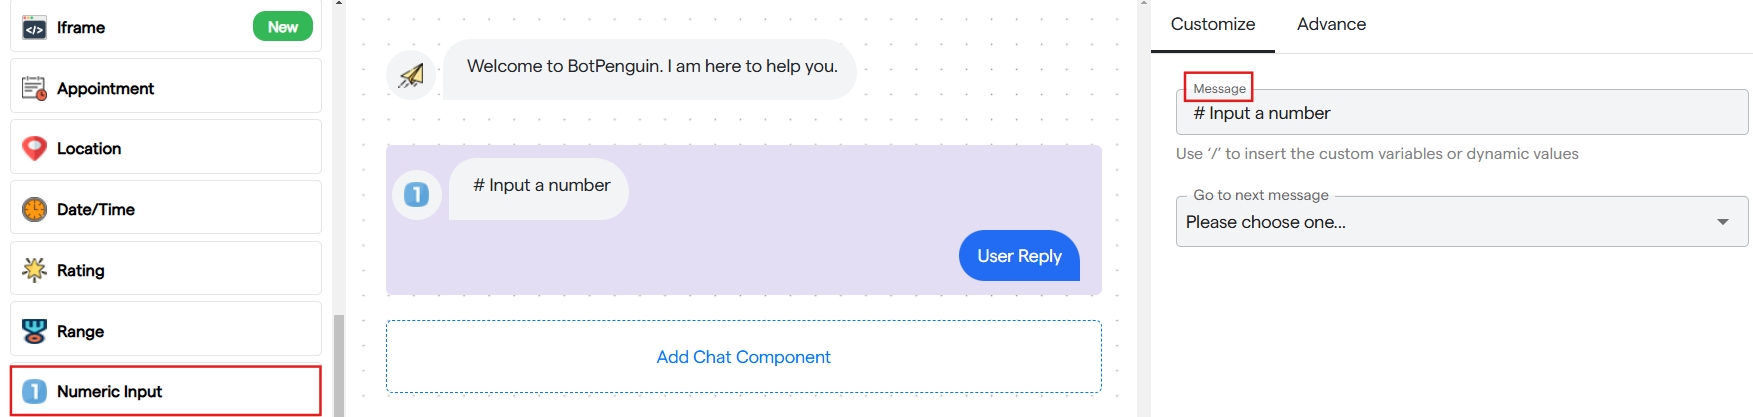 Iframe
New
Appointment
Location
Date/Time
Rating
Range
1 Numeric Input
Welcome to BotPenguin. I am here to help you.
1
# Input a number
User Reply
Add Chat Component
Customize
Advance
Message
# Input a number
Use ‘/’ to insert the custom variables or dynamic values
Go to next message
Please choose one...